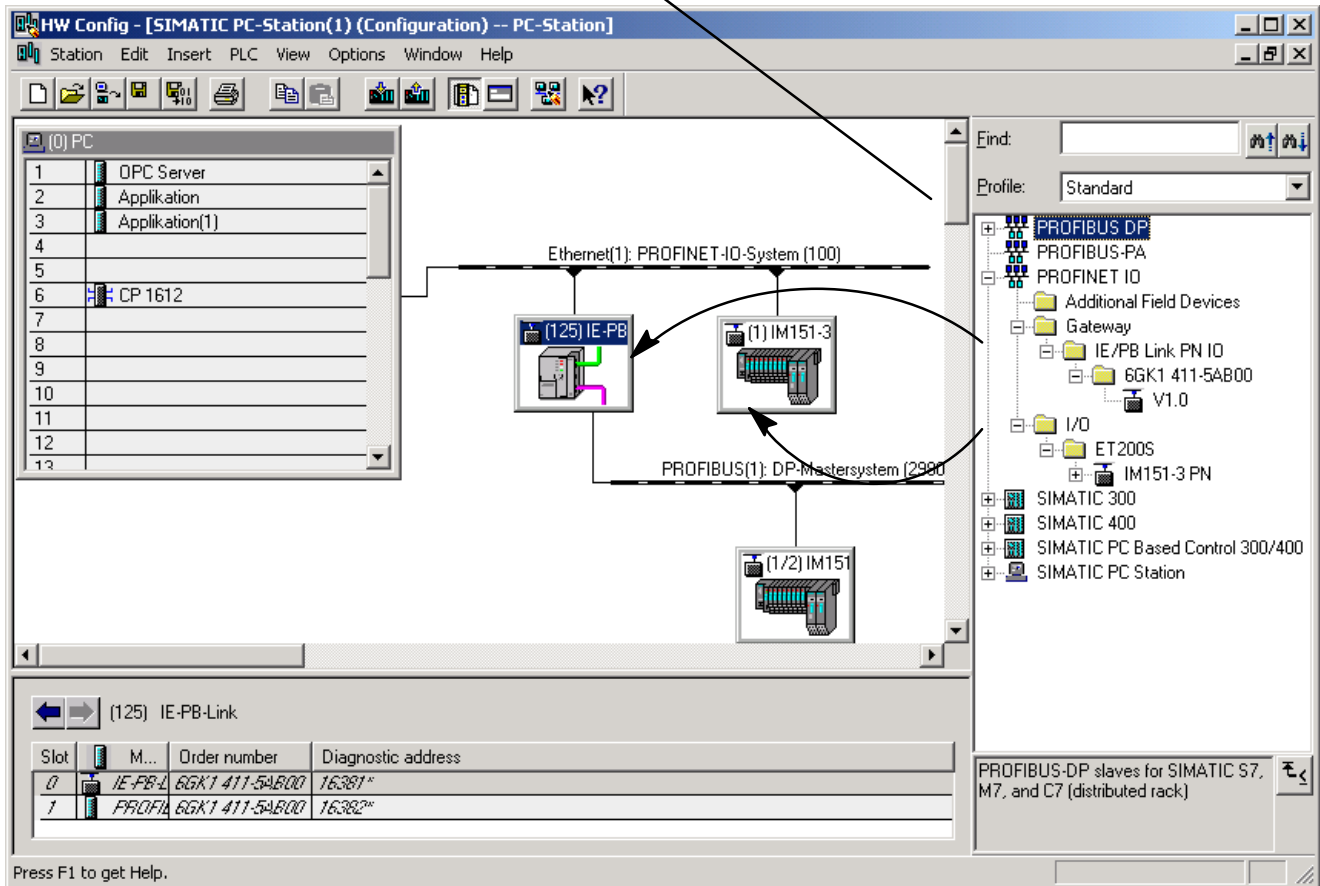 HW Config - [SIMATIC PC-Station(1) (Configuration) -- PC-Station]
Station Edit Insert PLC View Options Window Help
(0) PC
1 OPC Server
2 Applikation
3 Applikation(1)
4
5
6 CP 1612
7
8
9
10
11
12
13
Ethernet(1): PROFINET-IO-System (100)
(125) IE-PB
(1) IM151-3
PROFIBUS(1): DP-Mastersystem (2980
(1/2) IM151
Find:
Profile: Standard
PROFIBUS DP
PROFIBUS-PA
PROFINET IO
Additional Field Devices
Gateway
IE/PB Link PN IO
6GK1 411-5AB00
V1.0
I/O
ET200S
IM151-3 PN
SIMATIC 300
SIMATIC 400
SIMATIC PC Based Control 300/400
SIMATIC PC Station
(125) IE-PB-Link
Slot M... Order number Diagnostic address
0 IE-PB-L 6GK1 411-5AB00 16381*
1 PROFIL 6GK1 411-5AB00 16382*
PROFIBUS-DP slaves for SIMATIC S7,
M7, and C7 (distributed rack)
Press F1 to get Help.